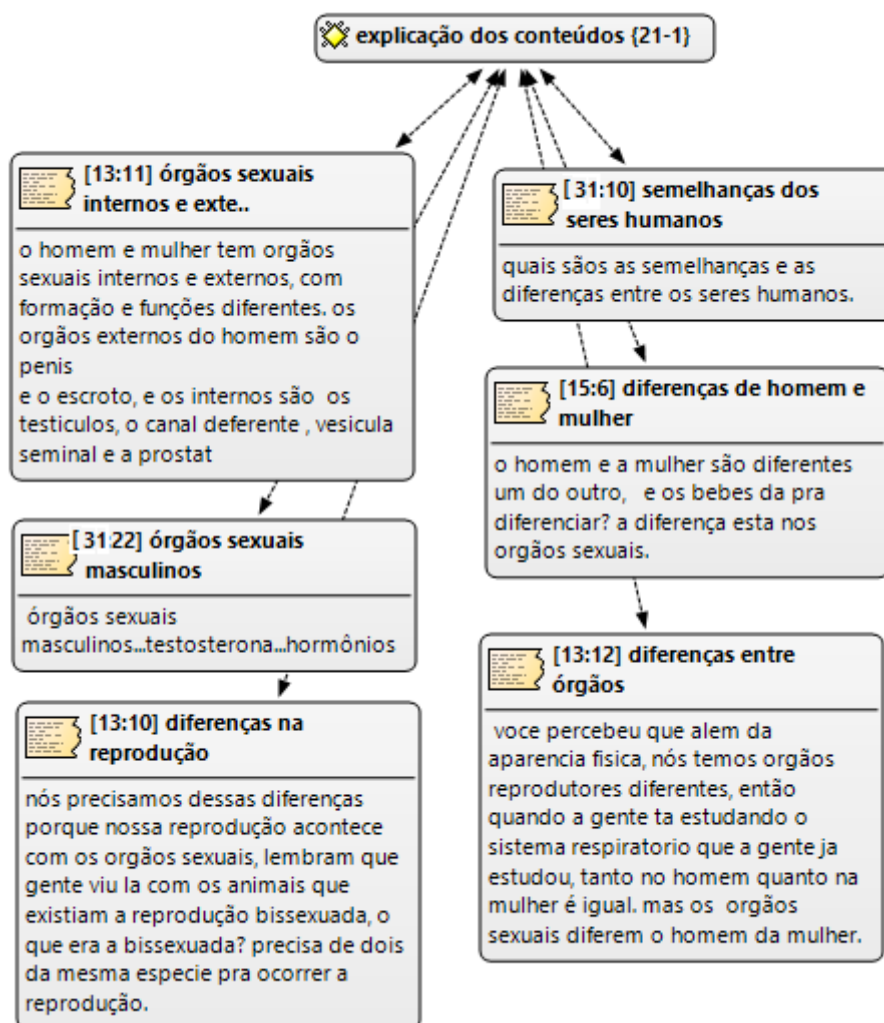 explicação dos conteúdos {21-1}
[13:11] órgãos sexuais
internos e exte..
o homem e mulher tem orgãos
sexuais internos e externos, com
formação e funções diferentes. os
orgãos externos do homem são o
penis
e o escroto, e os internos são os
testiculos, o canal deferente , vesicula
seminal e a prostat
[31:22] órgãos sexuais
masculinos
órgãos sexuais
masculinos...testosterona...hormônios
[13:10] diferenças na
reprodução
nós precisamos dessas diferenças
porque nossa reprodução acontece
com os orgãos sexuais, lembram que
gente viu la com os animais que
existiam a reprodução bissexuada, o
que era a bissexuada? precisa de dois
da mesma especie pra ocorrer a
reprodução.
[31:10] semelhanças dos
seres humanos
quais sãos as semelhanças e as
diferenças entre os seres humanos.
[15:6] diferenças de homem e
mulher
o homem e a mulher são diferentes
um do outro, e os bebes da pra
diferenciar? a diferença esta nos
orgãos sexuais.
[13:12] diferenças entre
órgãos
voce percebeu que alem da
aparencia fisica, nós temos orgãos
reprodutores diferentes, então
quando a gente ta estudando o
sistema respiratorio que a gente ja
estudou, tanto no homem quanto na
mulher é igual. mas os orgãos
sexuais diferem o homem da mulher.